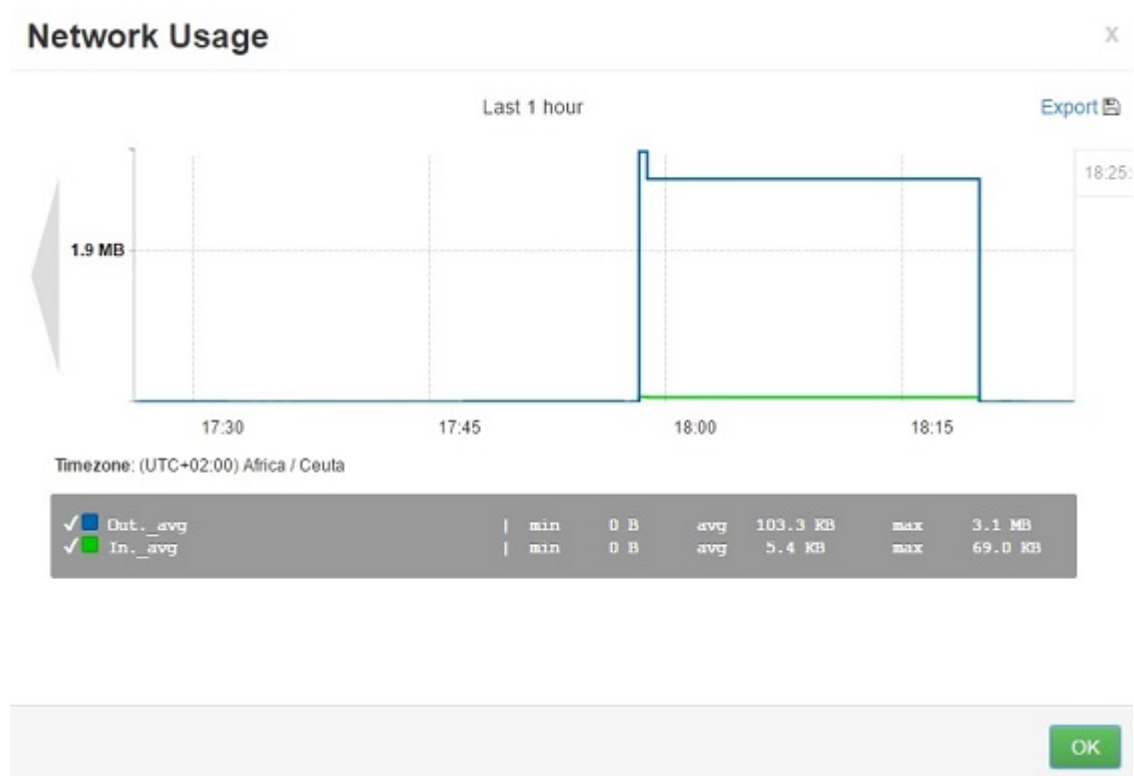 Network Usage X
Last 1 hour Export
18:25:
1.9 MB
17:30 17:45 18:00 18:15
Timezone: (UTC+02:00) Africa / Ceuta
Out._avg | min 0 B avg 103.3 KB max 3.1 MB
In._avg | min 0 B avg 5.4 KB max 69.0 KB
OK